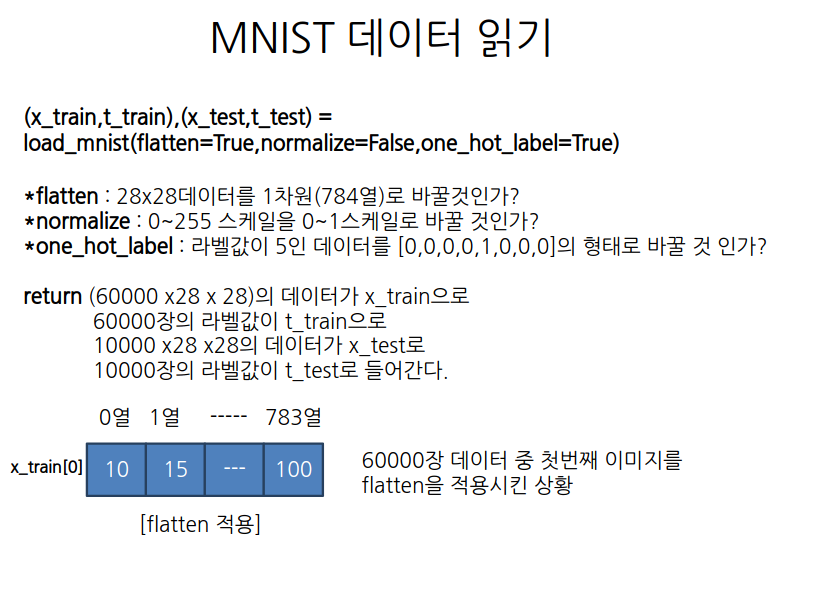 MNIST 데이터 읽기
(x_train,t_train),(x_test,t_test) =
load_mnist(flatten=True,normalize=False,one_hot_label=True)
*flatten : 28x28데이터를 1차원(784열)로 바꿀것인가?
*normalize : 0~255 스케일을 0~1스케일로 바꿀 것인가?
*one_hot_label : 라벨값이 5인 데이터를 [0,0,0,0,1,0,0,0]의 형태로 바꿀 것 인가?
return (60000 x28 x 28)의 데이터가 x_train으로
60000장의 라벨값이 t_train으로
10000 x28 x28의 데이터가 x_test로
10000장의 라벨값이 t_test로 들어간다.
0열 1열 ----- 783열
x_train[0] 10 15 --- 100
60000장 데이터 중 첫번째 이미지를
flatten을 적용시킨 상황
[flatten 적용]